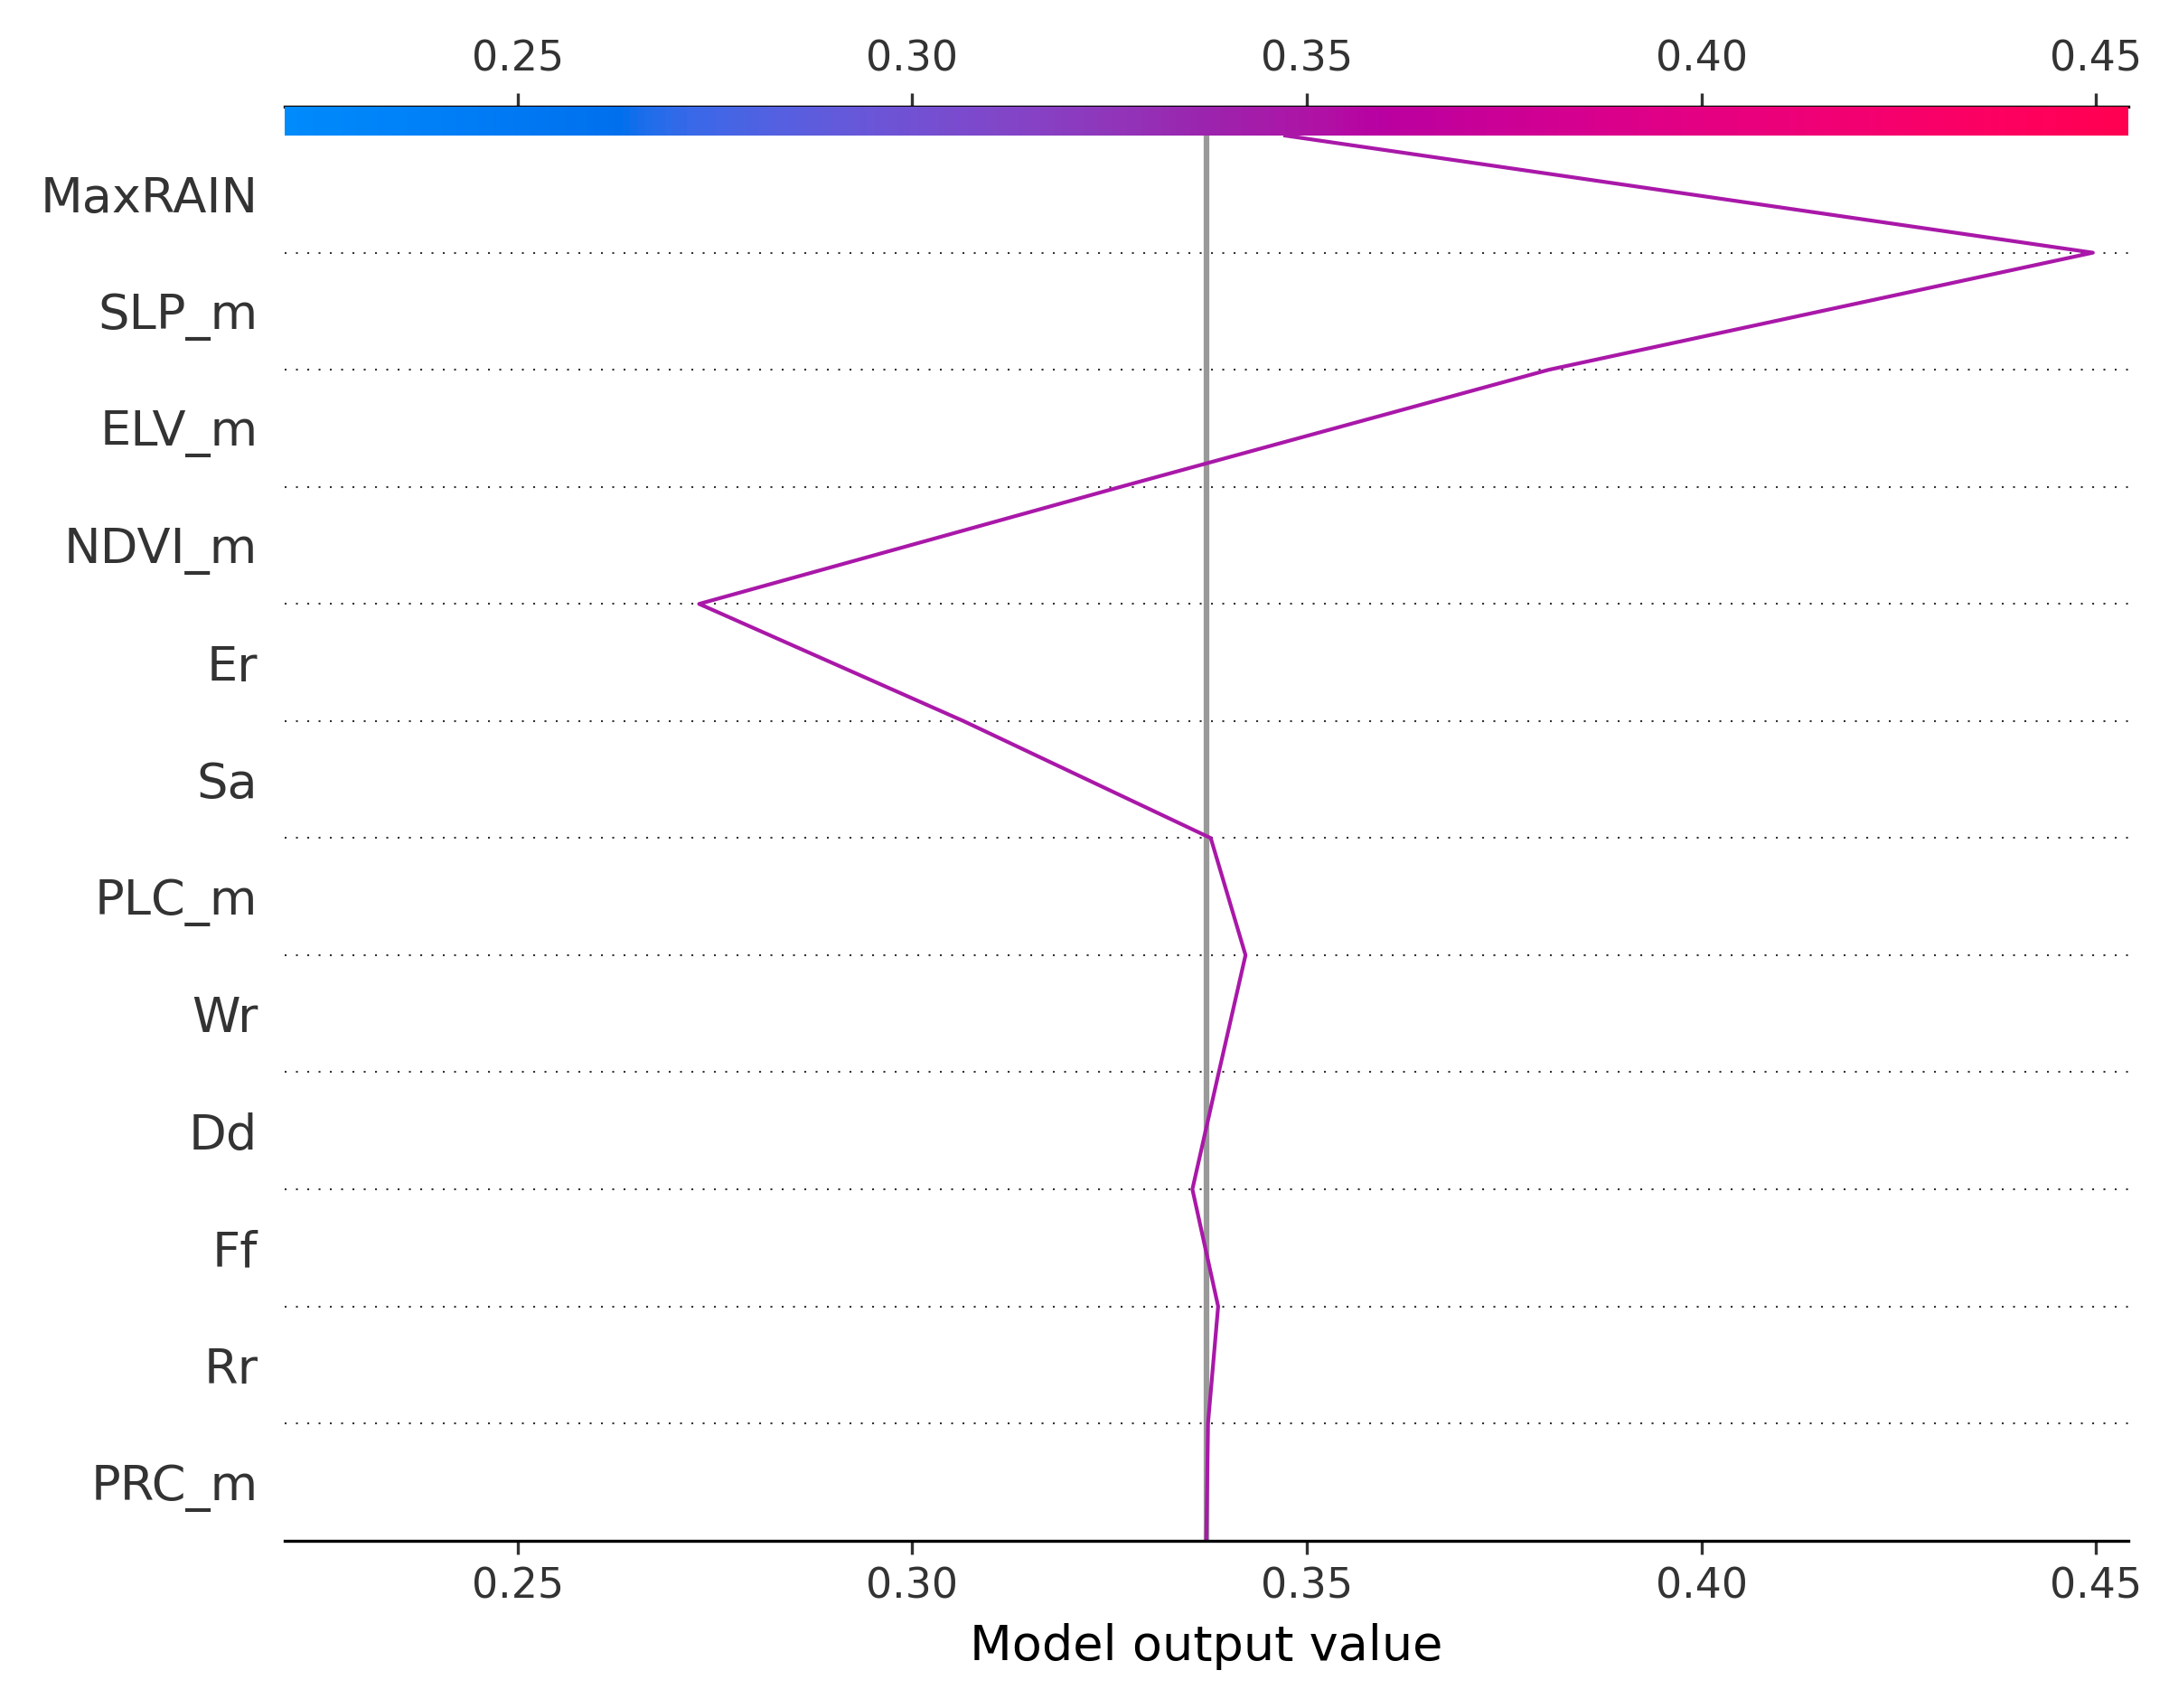 0.25 0.30 0.35 0.40 0.45
MaxRAIN
SLP_m
ELV_m
NDVI_m
Er
Sa
PLC_m
Wr
Dd
Ff
Rr
PRC_m
0.25 0.30 0.35 0.40 0.45
Model output value